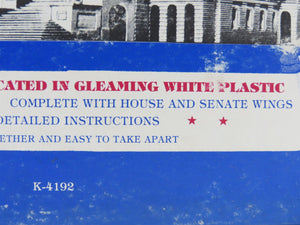 CATED IN GLEAMING WHITE PLASTIC
COMPLETE WITH HOUSE AND SENATE WINGS
DETAILED INSTRUCTIONS ★ ★
ETHER AND EASY TO TAKE APART
K-4192